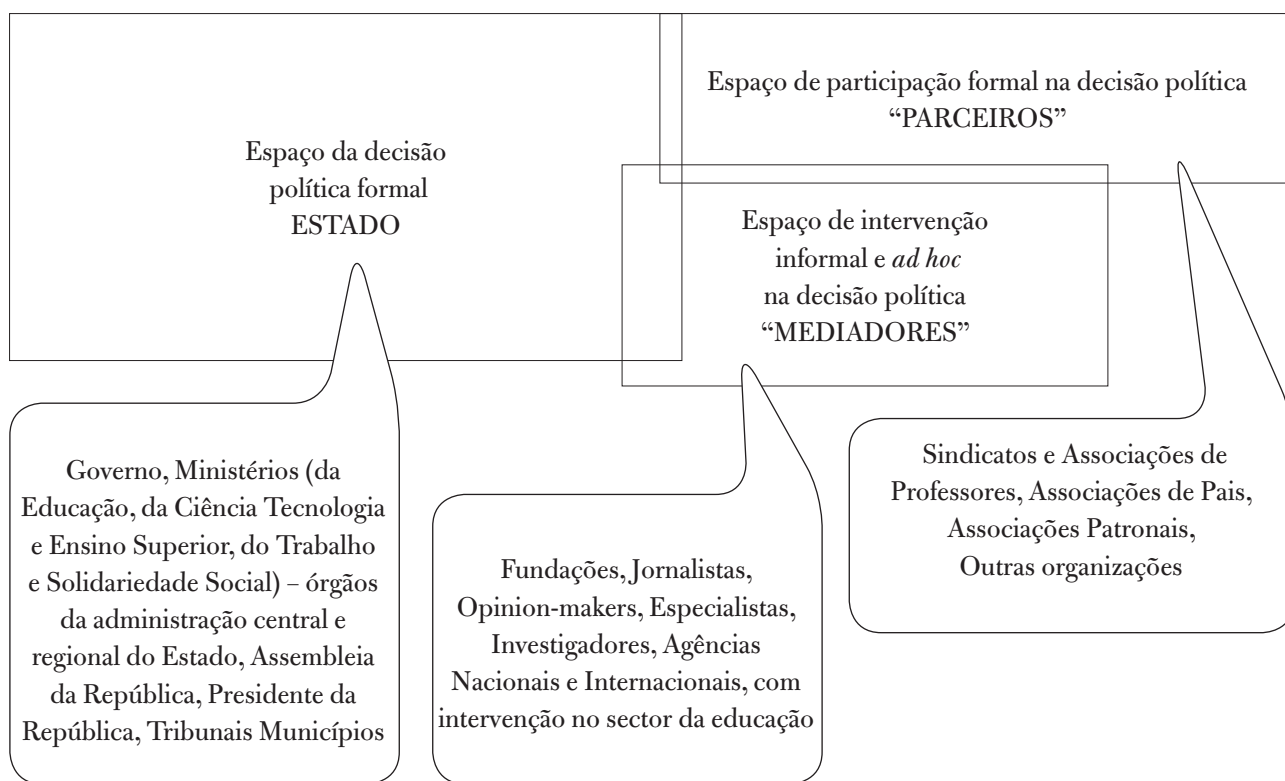 Espaço da decisão
política formal
ESTADO
Espaço de participação formal na decisão política
“PARCEIROS”
Espaço de intervenção
informal e ad hoc
na decisão política
“MEDIADORES”
Governo, Ministérios (da
Educação, da Ciência Tecnologia
e Ensino Superior, do Trabalho
e Solidariedade Social) – órgãos
da administração central e
regional do Estado, Assembleia
da República, Presidente da
República, Tribunais Municípios
Fundações, Jornalistas,
Opinion-makers, Especialistas,
Investigadores, Agências
Nacionais e Internacionais, com
intervenção no sector da educação
Sindicatos e Associações de
Professores, Associações de Pais,
Associações Patronais,
Outras organizações